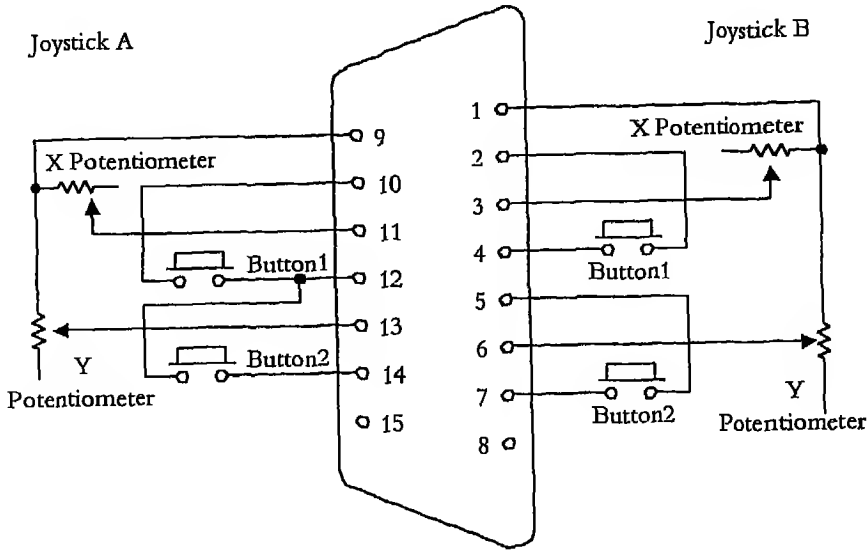 Joystick A
Joystick B
9
1
X Potentiometer
X Potentiometer
10
2
11
3
Button1
12
4
Button1
13
5
Y
Potentiometer
Button2
14
6
Y
Potentiometer
15
7
Button2
8